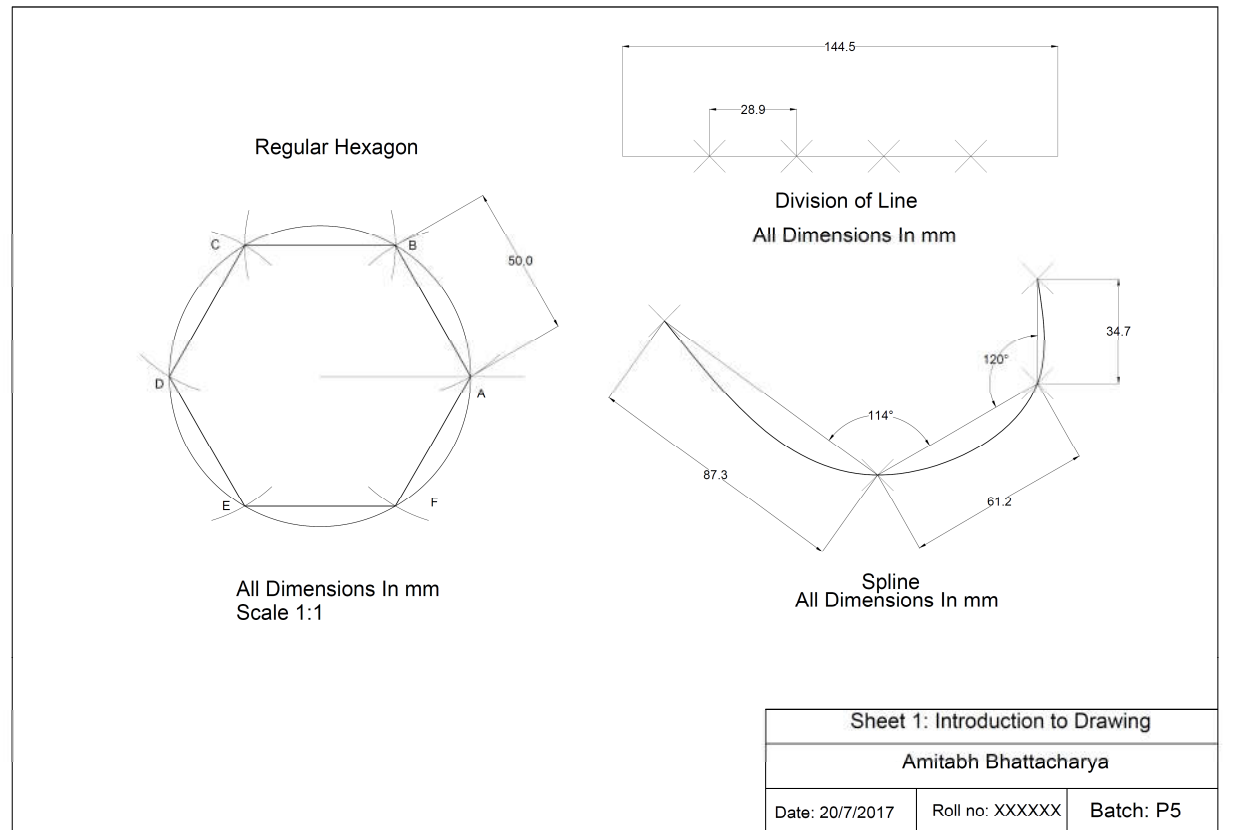 Regular Hexagon
C
B
50.0
D
A
E
F
All Dimensions In mm
Scale 1:1
144.5
28.9
Division of Line
All Dimensions In mm
34.7
120°
114°
87.3
61.2
Spline
All Dimensions In mm
Sheet 1: Introduction to Drawing
Amitabh Bhattacharya
Date: 20/7/2017
Roll no: XXXXXX
Batch: P5